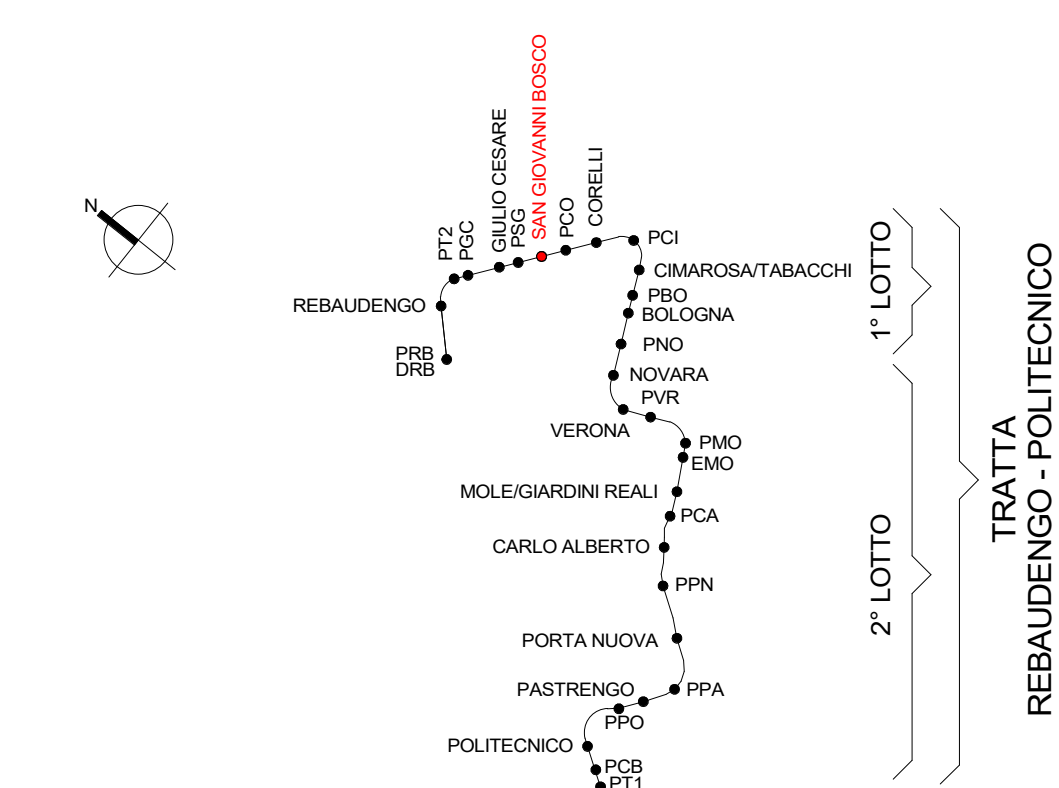 N
PT2
PGC
GIULIO CESARE
PSG
SAN GIOVANNI BOSCO
PCO
CORELLI
PCI
CIMAROSA/TABACCHI
REBAUDENGO
PBO
BOLOGNA
PRB
DRB
PNO
NOVARA
PVR
VERONA
PMO
EMO
MOLE/GIARDINI REALI
PCA
CARLO ALBERTO
PPN
PORTA NUOVA
PASTRENGO
PPA
PPO
POLITECNICO
PCB
PT1
1° LOTTO
2° LOTTO
TRATTA
REBAUDENGO - POLITECNICO